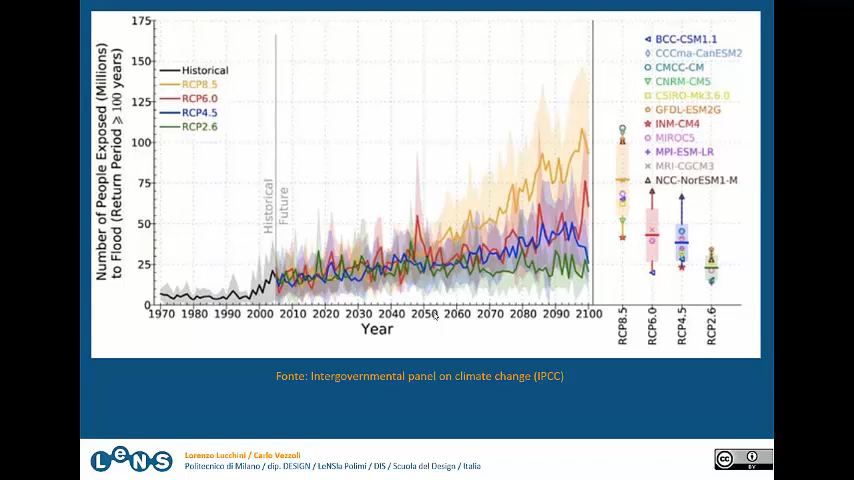 175
150
125
100
75
50
25
0
Number of People Exposed (Millions)
to Flood (Return Period ≥ 100 years)
Historical
RCP8.5
RCP6.0
RCP4.5
RCP2.6
Historical
Future
1970 1980 1990 2000 2010 2020 2030 2040 2050 2060 2070 2080 2090 2100
Year
BCC-CSM1.1
CCCma-CanESM2
CMCC-CM
CNRM-CM5
CSIRO-Mk3.6.0
GFDL-ESM2G
INM-CM4
MIROC5
MPI-ESM-LR
MRI-CGCM3
NCC-NorESM1-M
RCP8.5
RCP6.0
RCP4.5
RCP2.6
Fonte: Intergovernmental panel on climate change (IPCC)
LeNS
Lorenzo Lucchini / Carlo Vezzoli
Politecnico di Milano / dip. DESIGN / LeNSla Polimi / DIS / Scuola del Design / Italia
cc
BY